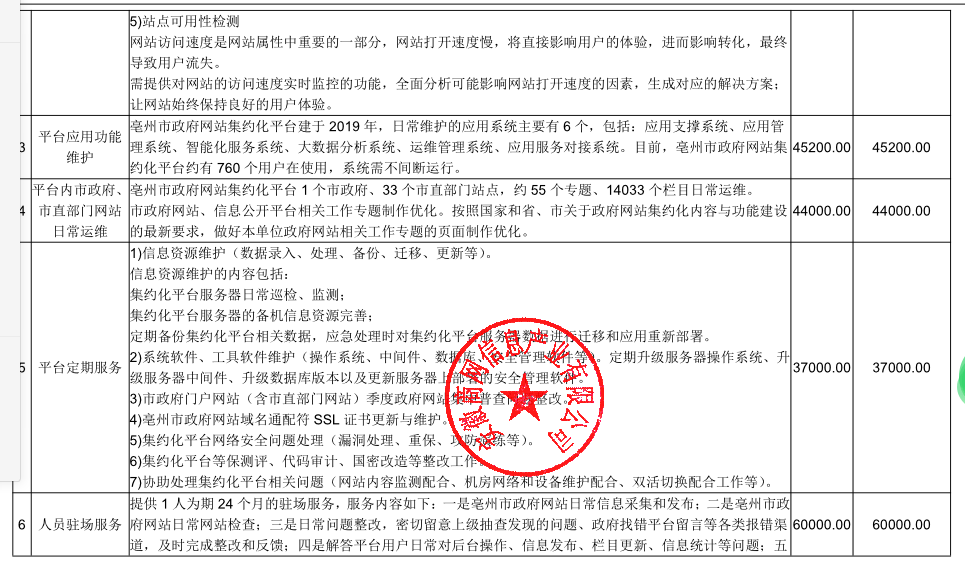 5)站点可用性检测
网站访问速度是网站属性中重要的一部分，网站打开速度慢，将直接影响用户的体验，进而影响转化，最终
导致用户流失。
需提供对网站的访问速度实时监控的功能，全面分析可能影响网站打开速度的因素，生成对应的解决方案；
让网站始终保持良好的用户体验。
3
平台应用功能
维护
亳州市政府网站集约化平台建于 2019 年，日常维护的应用系统主要有 6 个，包括：应用支撑系统、应用管
理系统、智能化服务系统、大数据分析系统、运维管理系统、应用服务对接系统。目前，亳州市政府网站集
约化平台约有 760 个用户在使用，系统需不间断运行。
45200.00
45200.00
4
平台内市政府、
市直部门网站
日常运维
亳州市政府网站集约化平台 1 个市政府、33 个市直部门站点，约 55 个专题、14033 个栏目日常运维。
市政府网站、信息公开平台相关工作专题制作优化。按照国家和省、市关于政府网站集约化内容与功能建设
的最新要求，做好本单位政府网站相关工作专题的页面制作优化。
44000.00
44000.00
5
平台定期服务
1)信息资源维护（数据录入、处理、备份、迁移、更新等）。
信息资源维护的内容包括：
集约化平台服务器日常巡检、监测；
集约化平台服务器的备机信息资源完善；
定期备份集约化平台相关数据，应急处理时对集约化平台服务器数据进行迁移和应用重新部署。
2)系统软件、工具软件维护（操作系统、中间件、数据库、安全管理软件等）。定期升级服务器操作系统、升
级服务器中间件、升级数据库版本以及更新服务器上部署的安全管理软件。
3)市政府门户网站（含市直部门网站）季度政府网站集中普查问题整改。
4)亳州市政府网站域名通配符 SSL 证书更新与维护。
5)集约化平台网络安全问题处理（漏洞处理、重保、攻防演练等）。
6)集约化平台等保测评、代码审计、国密改造等整改工作。
7)协助处理集约化平台相关问题（网站内容监测配合、机房网络和设备维护配合、双活切换配合工作等）。
37000.00
37000.00
安徽商网信息产业有限公司
6
人员驻场服务
提供 1 人为期 24 个月的驻场服务，服务内容如下：一是亳州市政府网站日常信息采集和发布；二是亳州市政
府网站日常网站检查；三是日常问题整改，密切留意上级抽查发现的问题、政府找错平台留言等各类报错渠
道，及时完成整改和反馈；四是解答平台用户日常对后台操作、信息发布、栏目更新、信息统计等问题；五
60000.00
60000.00